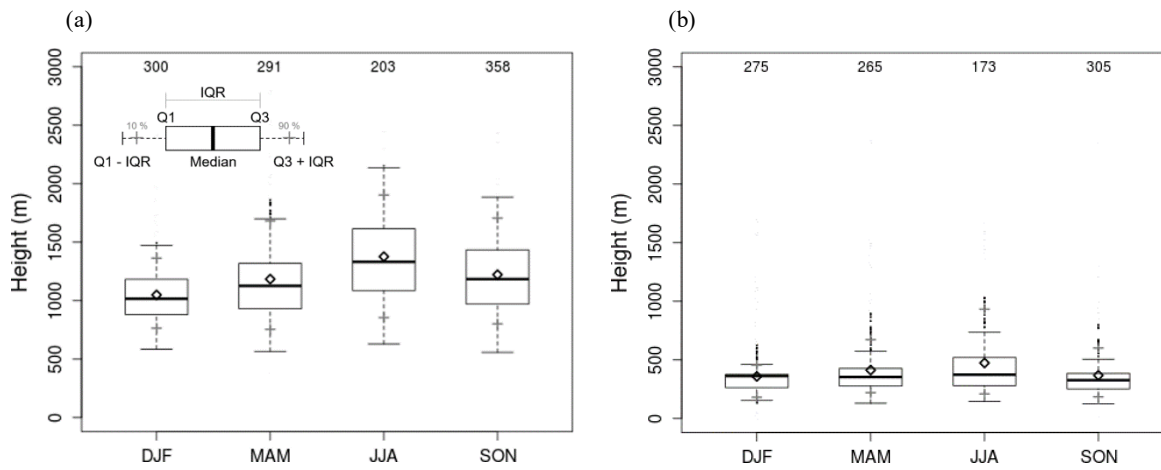 (a)
(b)
300 291 203 358
275 265 173 305
IQR
Q1 Q3
10 % 90 %
Q1 - IQR Median Q3 + IQR
Height (m)
3000
2500
2000
1500
1000
500
0
DJF MAM JJA SON
Height (m)
3000
2500
2000
1500
1000
500
0
DJF MAM JJA SON